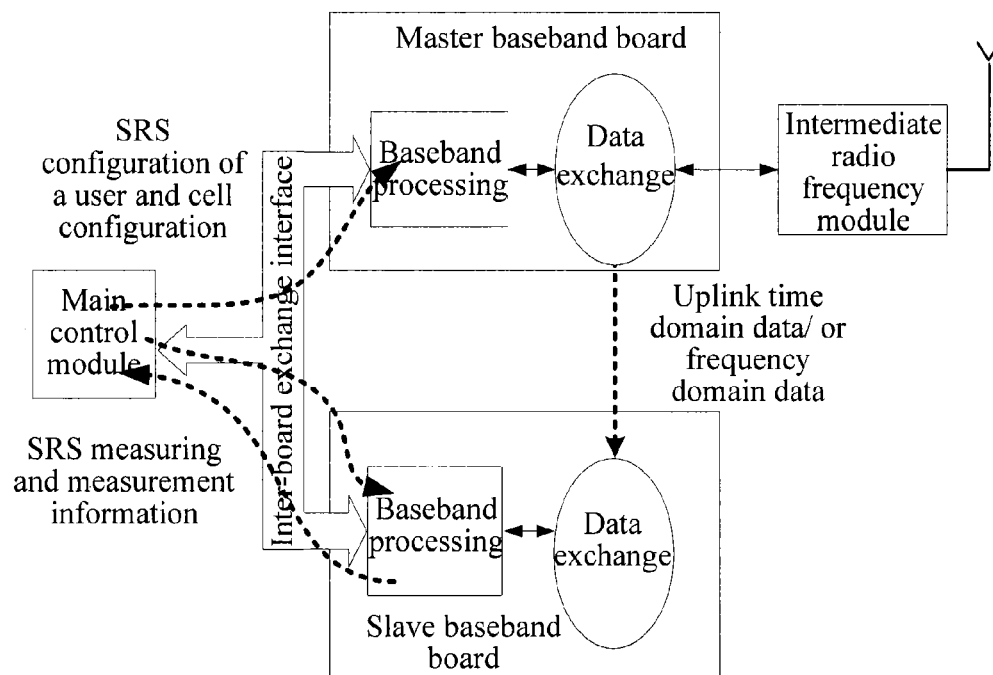 Master baseband board
SRS
configuration of
a user and cell
configuration
Baseband
processing
Data
exchange
Intermediate
radio
frequency
module
Inter-board exchange interface
Main
control
module
Uplink time
domain data/ or
frequency
domain data
SRS measuring
and measurement
information
Baseband
processing
Data
exchange
Slave baseband
board